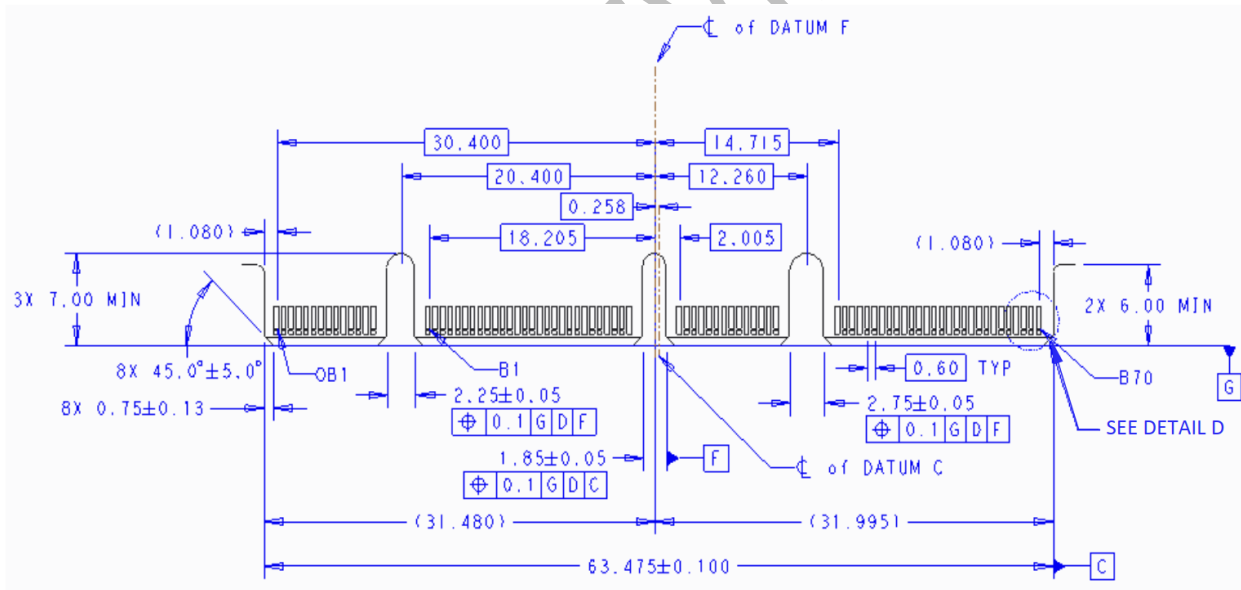 ℄ of DATUM F
30.400
14.715
20.400
12.260
0.258
(1.080)
18.205
2.005
(1.080)
3X 7.00 MIN
2X 6.00 MIN
8X 45.0°±5.0°
OB1
B1
0.60 TYP
B70
G
8X 0.75±0.13
2.25±0.05
⌖ 0.1 G D F
2.75±0.05
⌖ 0.1 G D F
SEE DETAIL D
1.85±0.05
F
⌖ 0.1 G D C
℄ of DATUM C
(31.480)
(31.995)
63.475±0.100
C